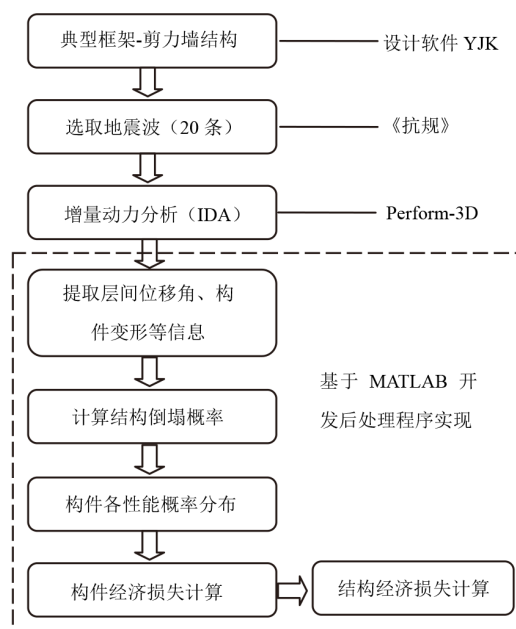 典型框架-剪力墙结构
设计软件 YJK
选取地震波（20 条）
《抗规》
增量动力分析（IDA）
Perform-3D
提取层间位移角、构
件变形等信息
计算结构倒塌概率
基于 MATLAB 开
发后处理程序实现
构件各性能概率分布
构件经济损失计算
结构经济损失计算